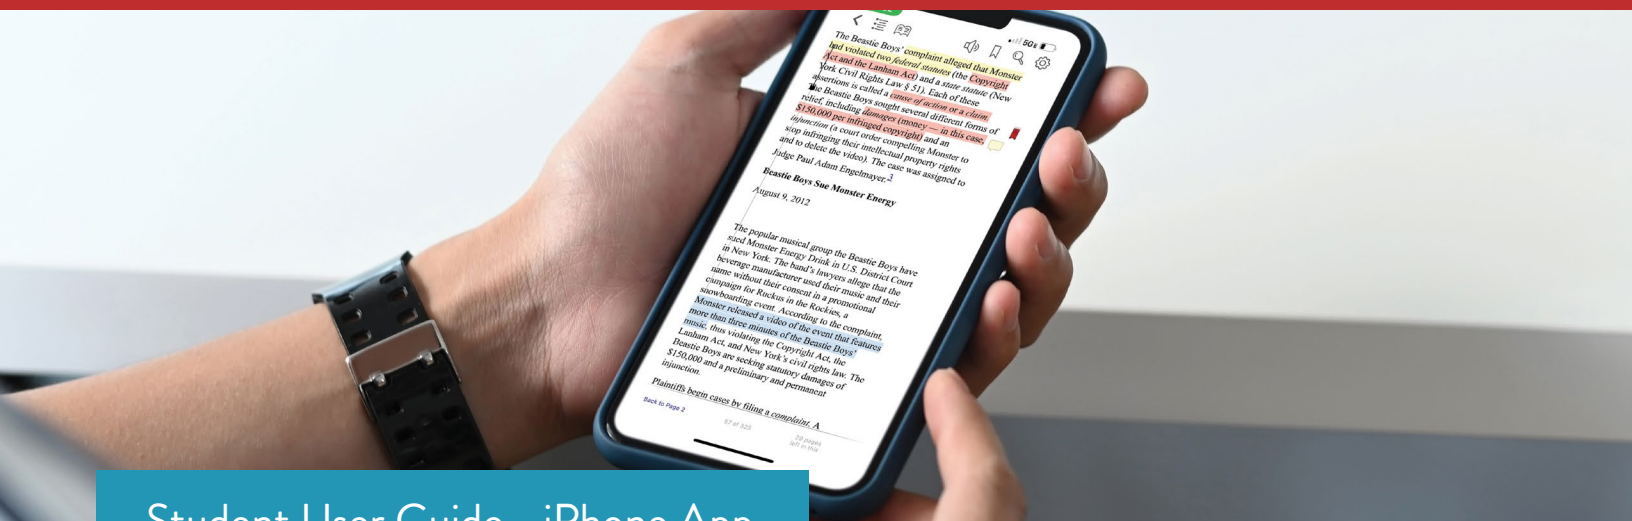 5G
The Beastie Boys' complaint alleged that Monster
had violated two federal statutes (the Copyright
Act and the Lanham Act) and a state statute (New
York Civil Rights Law § 51). Each of these
assertions is called a cause of action or a claim.
The Beastie Boys sought several different forms of
relief, including damages (money — in this case,
$150,000 per infringed copyright) and an
injunction (a court order compelling Monster to
stop infringing their intellectual property rights
and to delete the video). The case was assigned to
Judge Paul Adam Engelmayer.3
Beastie Boys Sue Monster Energy
August 9, 2012
The popular musical group the Beastie Boys have
sued Monster Energy Drink in U.S. District Court
in New York. The band's lawyers allege that the
beverage manufacturer used their music and their
name without their consent in a promotional
campaign for Ruckus in the Rockies, a
snowboarding event. According to the complaint,
Monster released a video of the event that features
more than three minutes of the Beastie Boys'
music, thus violating the Copyright Act, the
Lanham Act, and New York's civil rights law. The
Beastie Boys are seeking statutory damages of
$150,000 and a preliminary and permanent
injunction.
Plaintiffs begin cases by filing a complaint. A
Back to Page 2
67 of 525
20 pages
left in this
Student User Guide - iPhone App